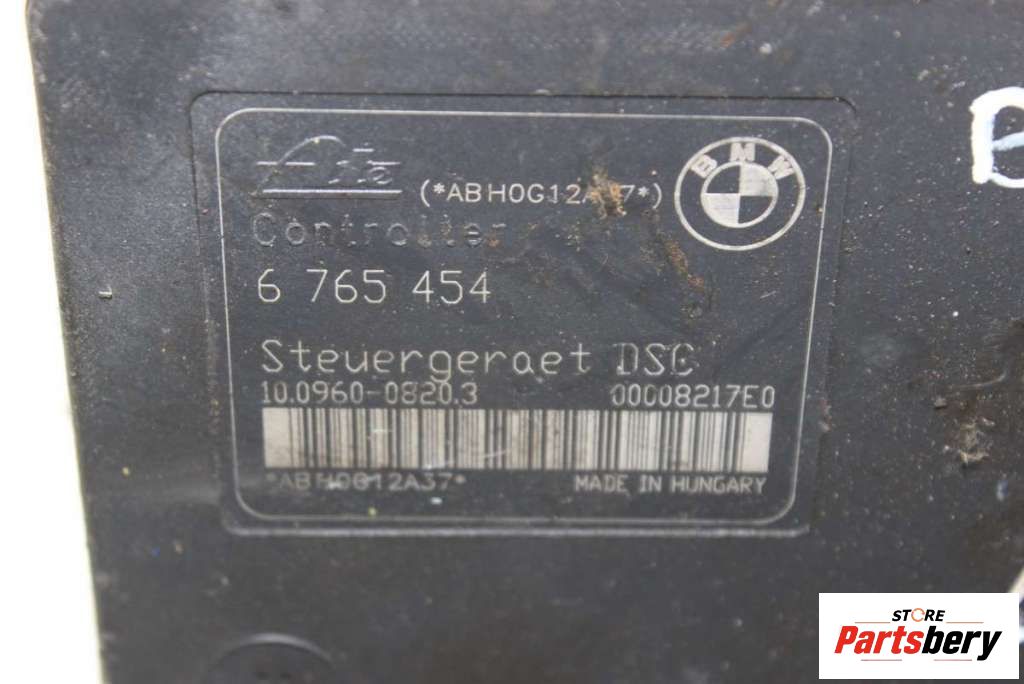 Ate
(*ABH0G12A37*)
BMW
Controller
6 765 454
Steuergeraet DSC
10.0960-0820.3 00008217E0
*ABH0G12A37*
MADE IN HUNGARY
STORE
Partsbery